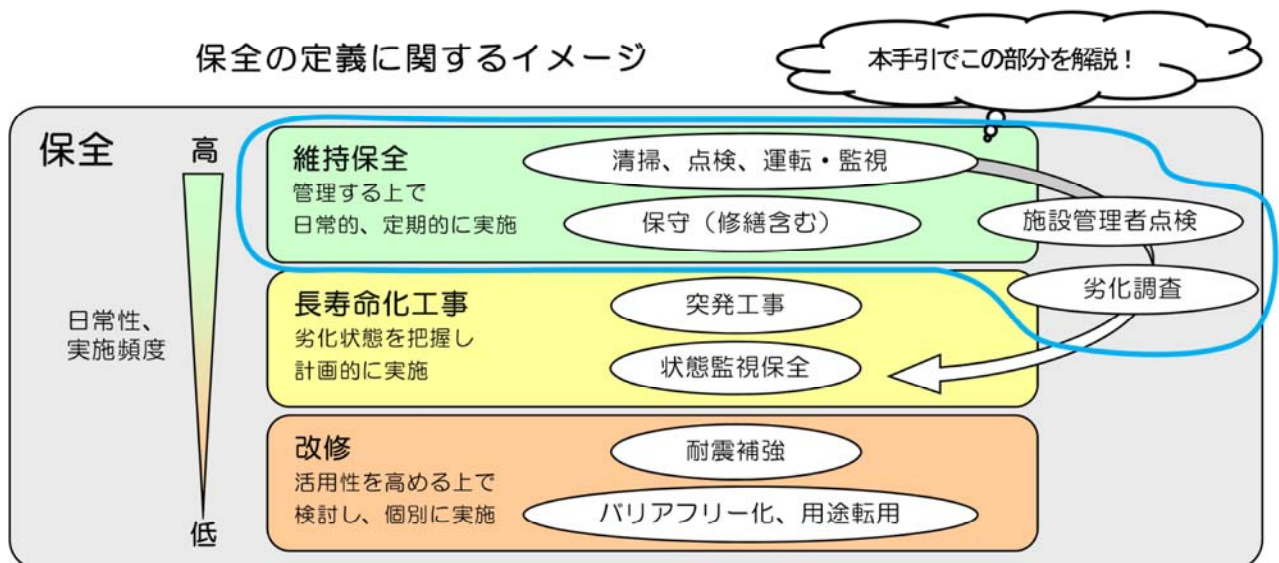 保全の定義に関するイメージ
本手引でこの部分を解説！
保全
高
日常性、
実施頻度
低
維持保全
管理する上で
日常的、定期的に実施
清掃、点検、運転・監視
保守（修繕含む）
施設管理者点検
劣化調査
長寿命化工事
劣化状態を把握し
計画的に実施
突発工事
状態監視保全
改修
活用性を高める上で
検討し、個別に実施
耐震補強
バリアフリー化、用途転用